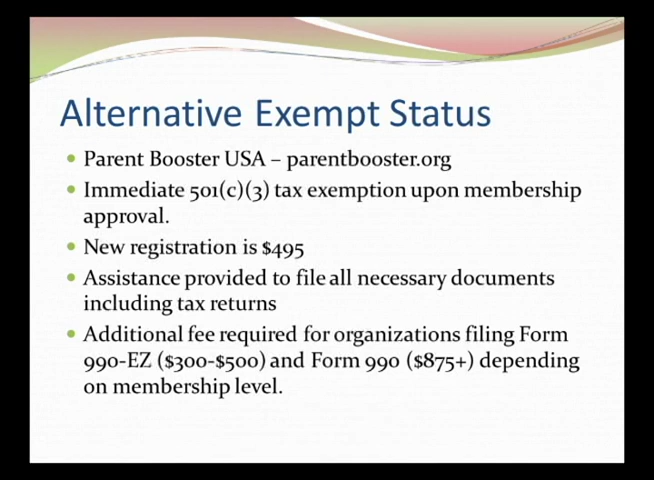 Alternative Exempt Status
• Parent Booster USA – parentbooster.org
• Immediate 501(c)(3) tax exemption upon membership
approval.
• New registration is $495
• Assistance provided to file all necessary documents
including tax returns
• Additional fee required for organizations filing Form
990-EZ ($300-$500) and Form 990 ($875+) depending
on membership level.